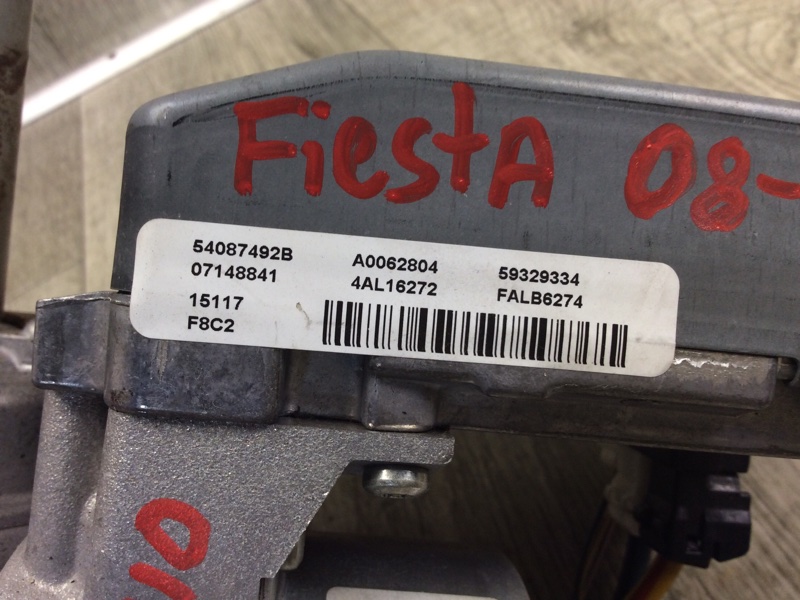 Fiesta 08-
54087492B A0062804 59329334
07148841 4AL16272 FALB6274
15117
F8C2